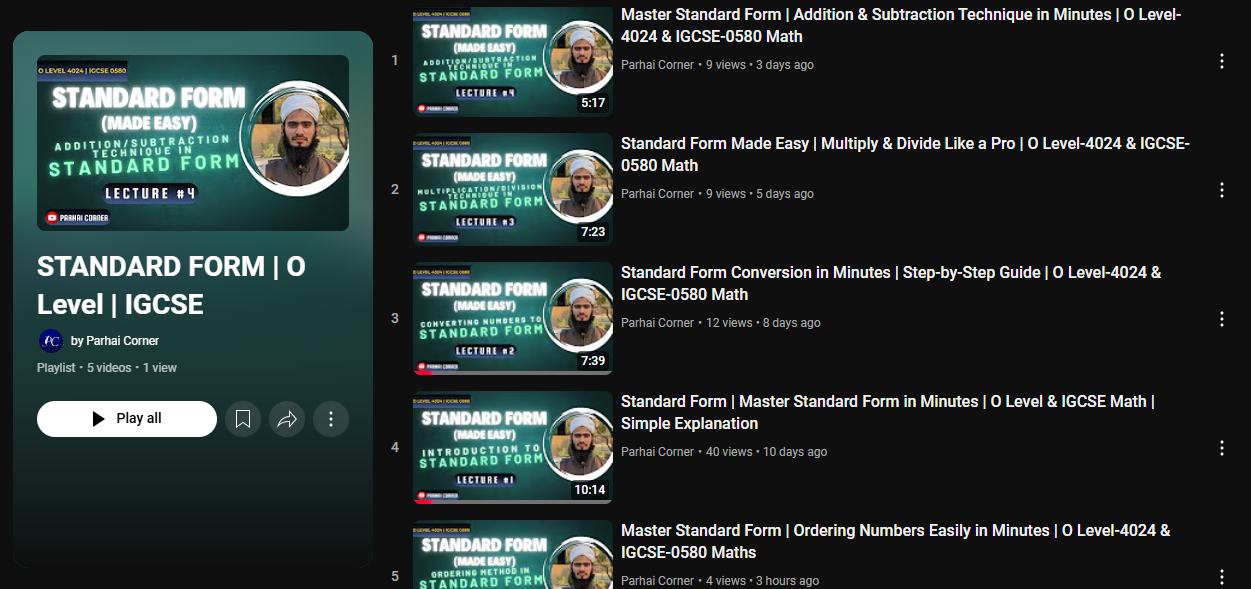 O LEVEL 4024 | IGCSE 0580
STANDARD FORM
(MADE EASY)
ADDITION/SUBTRACTION
TECHNIQUE IN
STANDARD FORM
LECTURE #4
PARHAI CORNER
STANDARD FORM | O
Level | IGCSE
PC
by Parhai Corner
Playlist • 5 videos • 1 view
Play all
1
O LEVEL 4024 | IGCSE 0580
STANDARD FORM
(MADE EASY)
ADDITION/SUBTRACTION
TECHNIQUE IN
STANDARD FORM
LECTURE #4
PARHAI CORNER
5:17
Master Standard Form | Addition & Subtraction Technique in Minutes | O Level-
4024 & IGCSE-0580 Math
Parhai Corner • 9 views • 3 days ago
2
O LEVEL 4024 | IGCSE 0580
STANDARD FORM
(MADE EASY)
MULTIPLICATION/DIVISION
TECHNIQUE IN
STANDARD FORM
LECTURE #3
PARHAI CORNER
7:23
Standard Form Made Easy | Multiply & Divide Like a Pro | O Level-4024 & IGCSE-
0580 Math
Parhai Corner • 9 views • 5 days ago
3
O LEVEL 4024 | IGCSE 0580
STANDARD FORM
(MADE EASY)
CONVERTING NUMBERS TO
STANDARD FORM
LECTURE #2
PARHAI CORNER
7:39
Standard Form Conversion in Minutes | Step-by-Step Guide | O Level-4024 &
IGCSE-0580 Math
Parhai Corner • 12 views • 8 days ago
4
O LEVEL 4024 | IGCSE 0580
STANDARD FORM
(MADE EASY)
INTRODUCTION TO
STANDARD FORM
LECTURE #1
PARHAI CORNER
10:14
Standard Form | Master Standard Form in Minutes | O Level & IGCSE Math |
Simple Explanation
Parhai Corner • 40 views • 10 days ago
5
O LEVEL 4024 | IGCSE 0580
STANDARD FORM
(MADE EASY)
ORDERING METHOD IN
STANDARD FORM
Master Standard Form | Ordering Numbers Easily in Minutes | O Level-4024 &
IGCSE-0580 Maths
Parhai Corner • 4 views • 3 hours ago